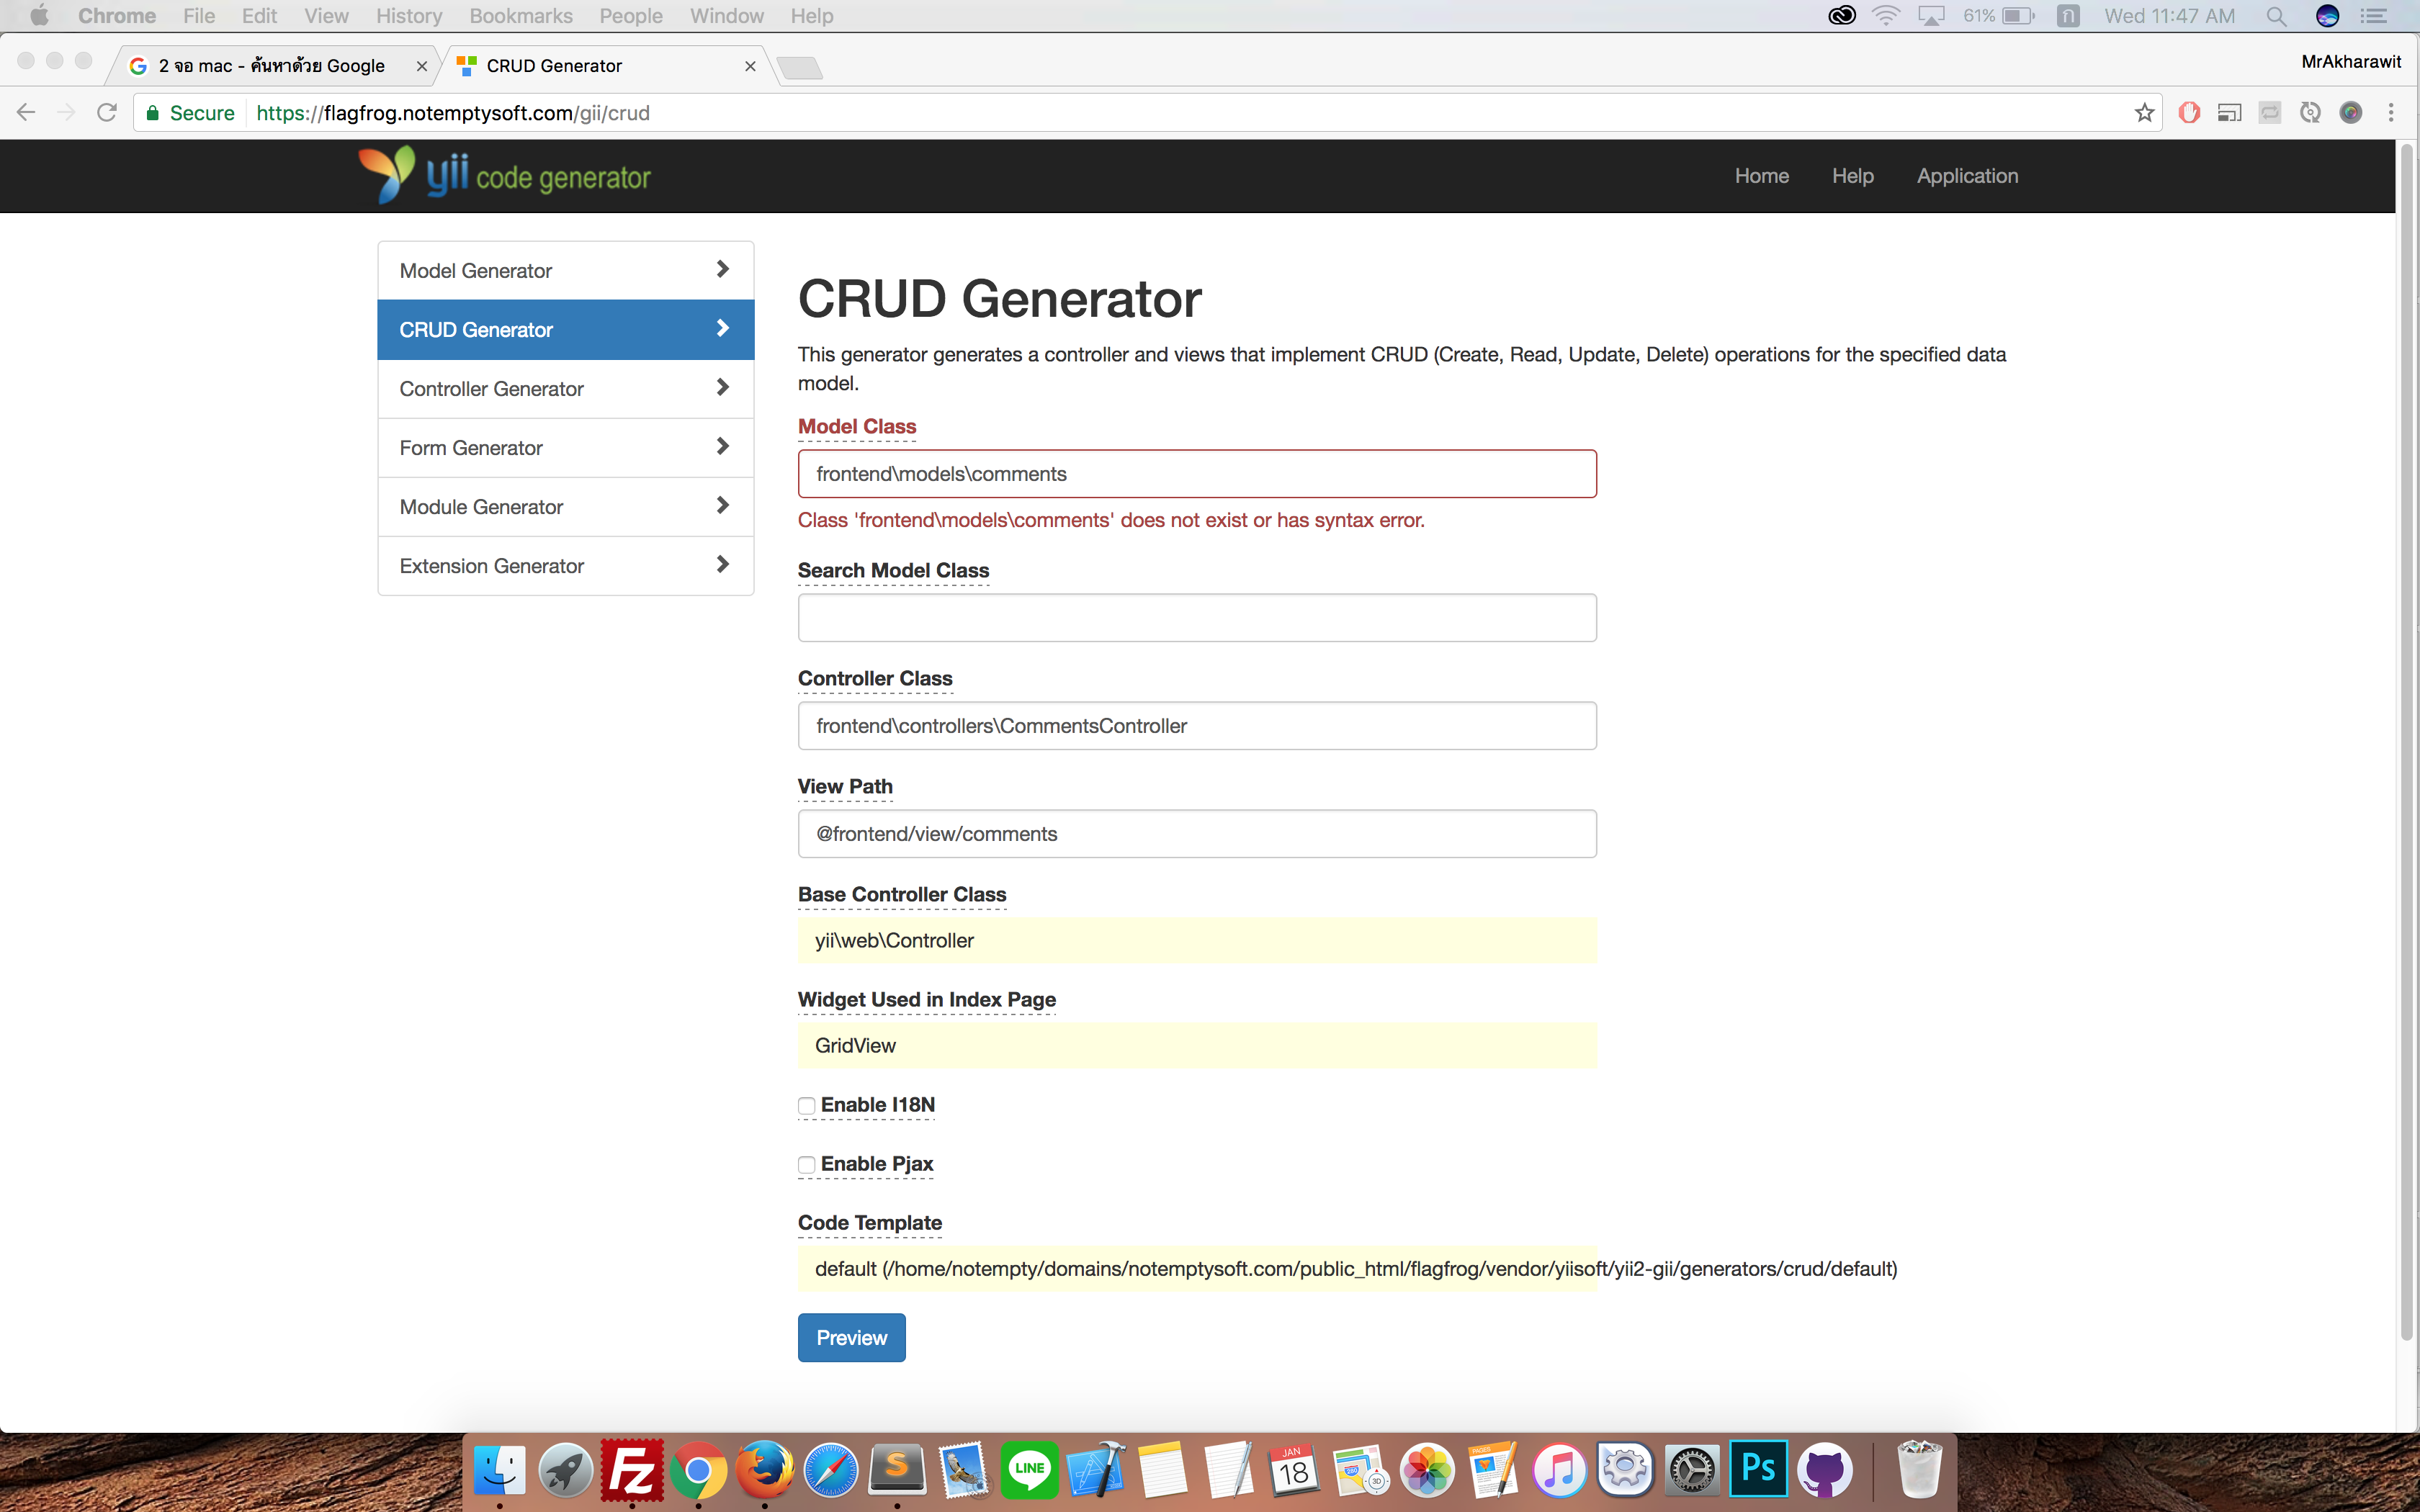 Chrome File Edit View History Bookmarks People Window Help 61% ก Wed 11:47 AM
2 จอ mac - ค้นหาด้วย Google CRUD Generator MrAkharawit
Secure https://flagfrog.notemptysoft.com/gii/crud
yii code generator Home Help Application
Model Generator
CRUD Generator
Controller Generator
Form Generator
Module Generator
Extension Generator
CRUD Generator
This generator generates a controller and views that implement CRUD (Create, Read, Update, Delete) operations for the specified data
model.
Model Class
frontend\models\comments
Class 'frontend\models\comments' does not exist or has syntax error.
Search Model Class
Controller Class
frontend\controllers\CommentsController
View Path
@frontend/view/comments
Base Controller Class
yii\web\Controller
Widget Used in Index Page
GridView
Enable I18N
Enable Pjax
Code Template
default (/home/notempty/domains/notemptysoft.com/public_html/flagfrog/vendor/yiisoft/yii2-gii/generators/crud/default)
Preview
Fz S LINE JAN 18 3D PAGES Ps